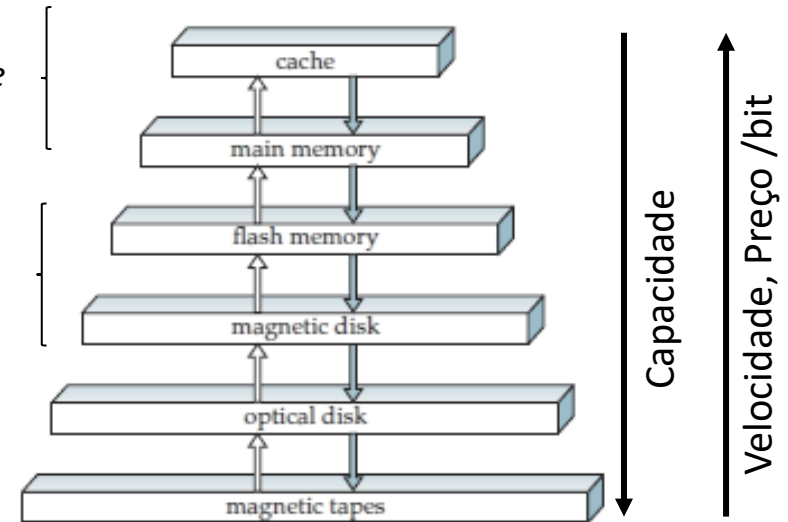 cache
main memory
flash memory
magnetic disk
optical disk
magnetic tapes
Capacidade
Velocidade, Preço /bit